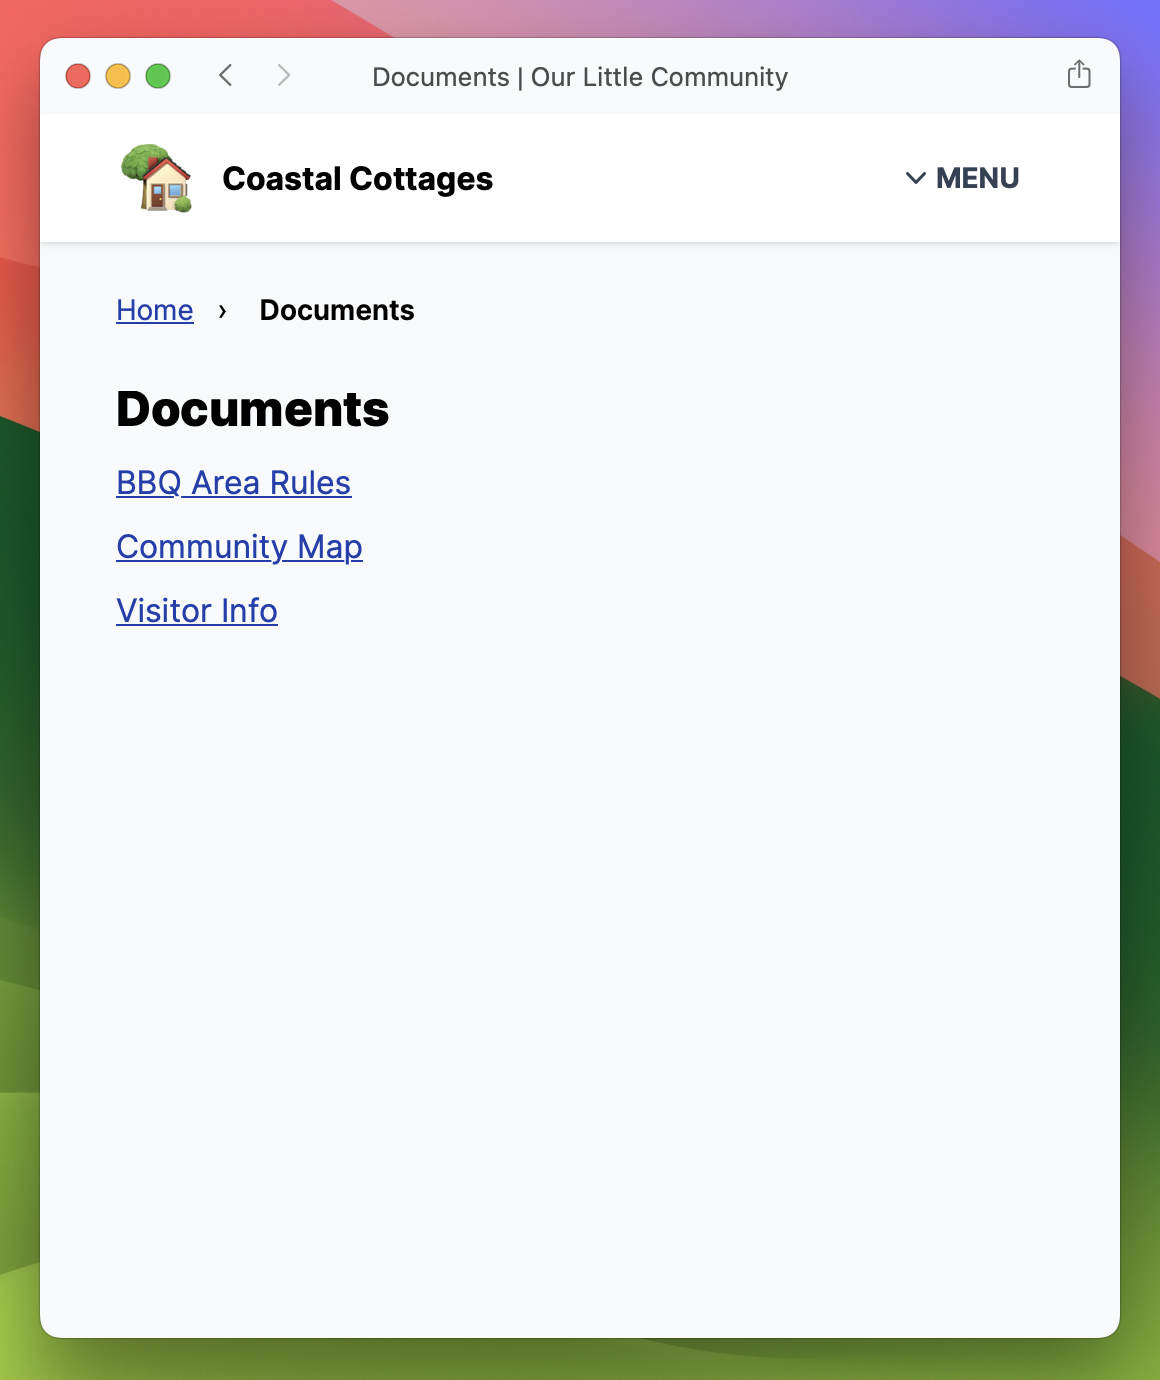 Documents | Our Little Community
Coastal Cottages
MENU
Home › Documents
Documents
BBQ Area Rules
Community Map
Visitor Info